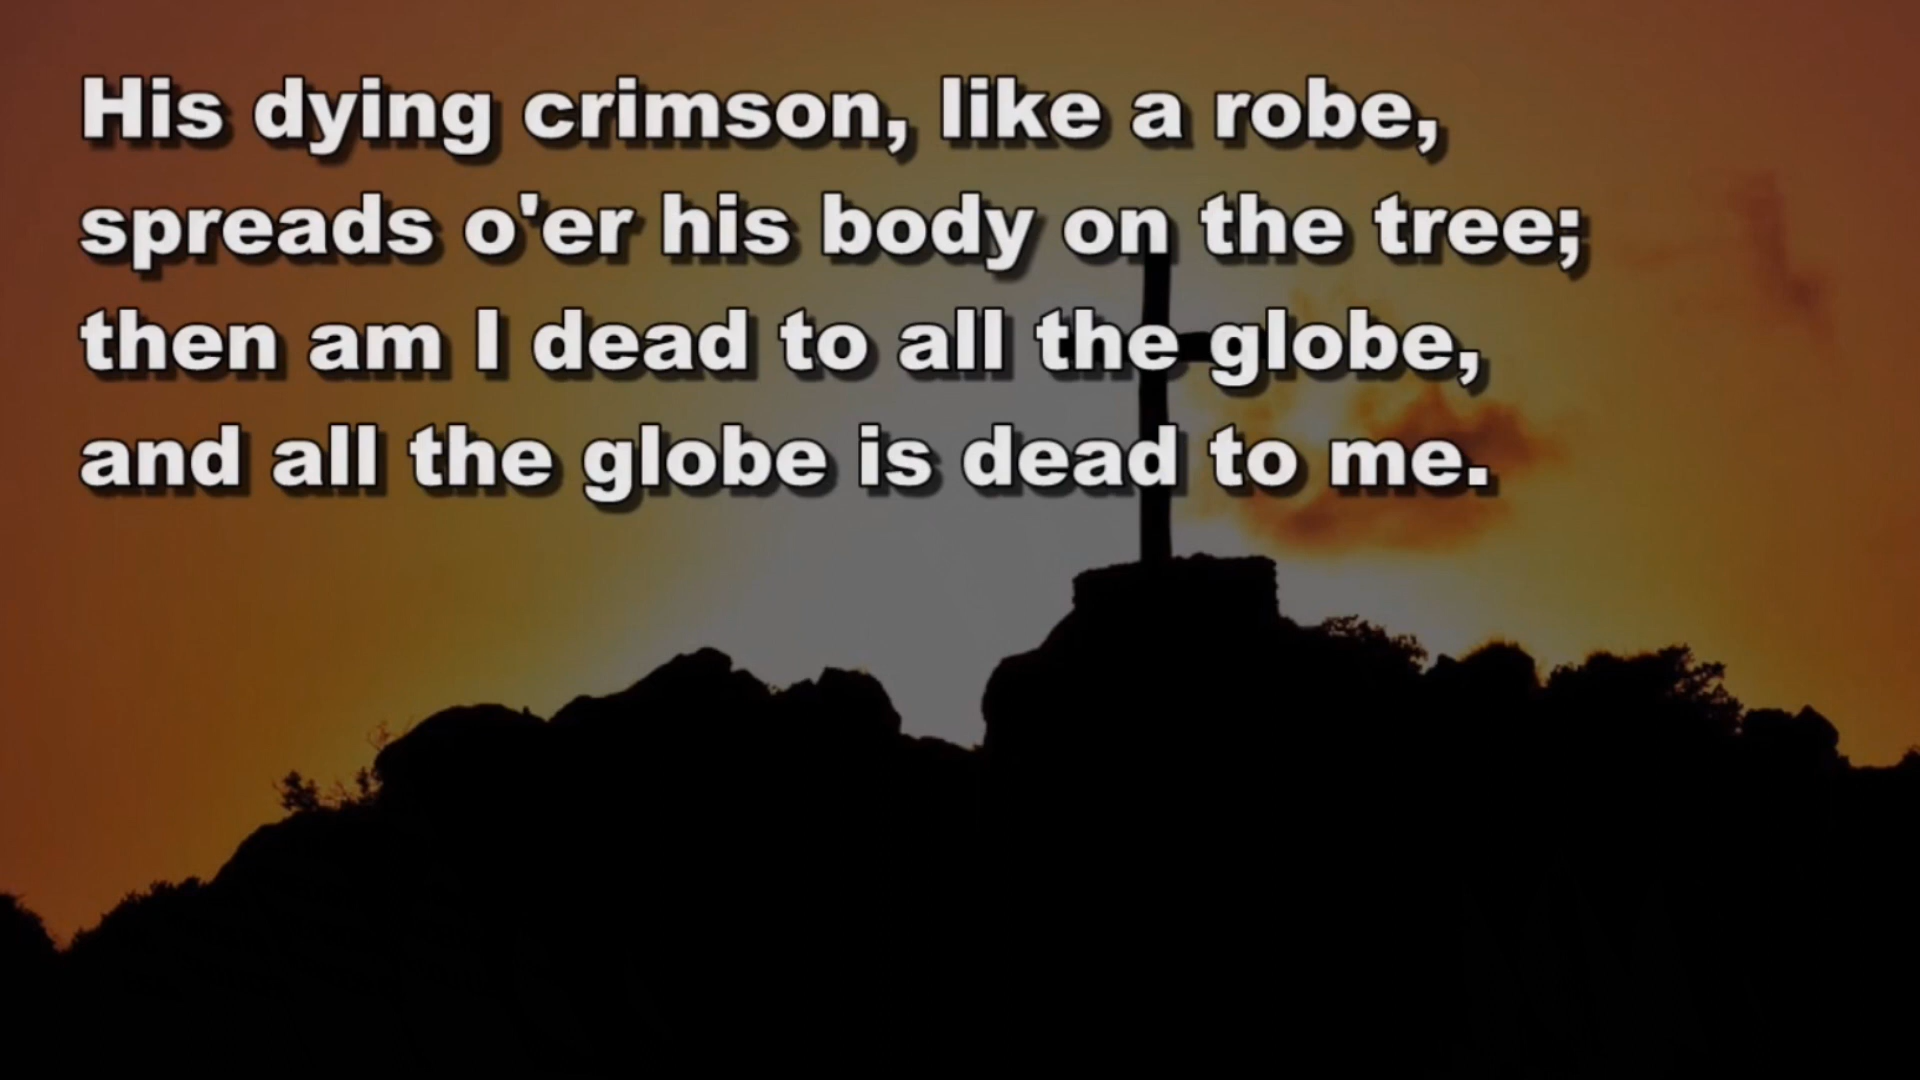 His dying crimson, like a robe,
spreads o'er his body on the tree;
then am I dead to all the globe,
and all the globe is dead to me.